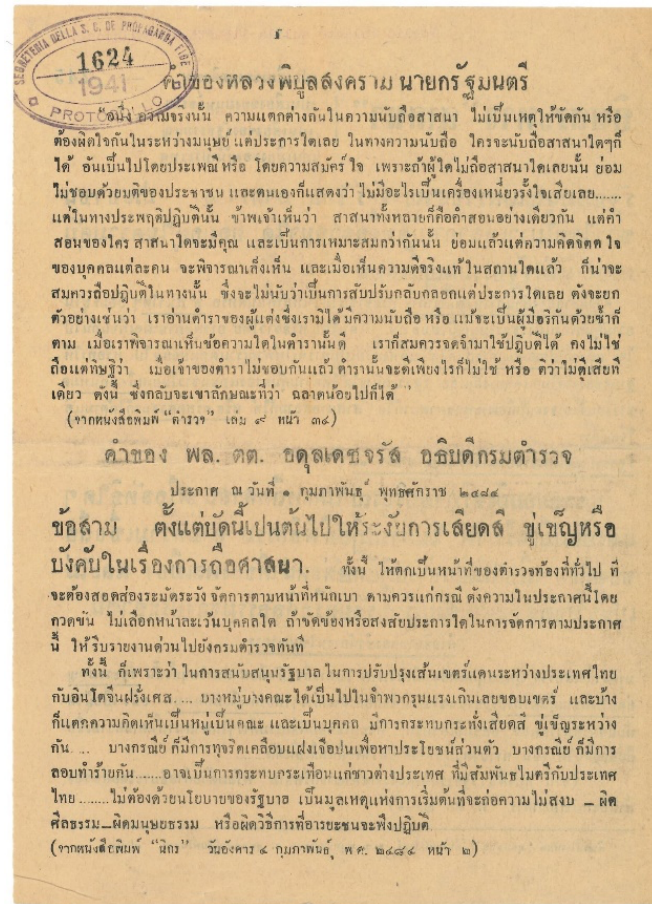 SEGRETERIA DELLA S. C. DE PROPAGANDA FIDE
1624
1941
PROTOCOLLO
คำของหลวงพิบูลสงคราม นายกรัฐมนตรี
"อนึ่ง ความจริงนั้น ความแตกต่างกันในความนับถือสาสนา ไม่เป็นเหตุให้ขัดกัน หรือ
ต้องผิดใจกันในระหว่างมนุษย์ แต่ประการใดเลย ในทางความนับถือ ใครจะนับถือสาสนาใดๆก็
ได้ อันเป็นไปโดยประเพณี หรือ โดยความสมัคร์ใจ เพราะถ้าผู้ใดไม่ถือสาสนาใดเลยนั้น ย่อม
ไม่ชอบด้วยมติของประชาชน และตนเองก็แสดงว่า ไม่มีอะไรเป็นเครื่องเหนี่ยวรั้งใจเสียเลย.......
แต่ในทางประพฤติปฏิบัตินั้น ข้าพเจ้าเห็นว่า สาสนาทั้งหลายก็คือคำสอนอย่างเดียวกัน แต่คำ
สอนของใคร สาสนาใดจะมีคุณ และเป็นการเหมาะสมกว่ากันนั้น ย่อมแล้วแต่ความคิดจิตต์ใจ
ของบุคคลแต่ละคน จะพิจารณาเล็งเห็น และเมื่อเห็นความดีจริงแท้ในสถานใดแล้ว ก็น่าจะ
สมควรถือปฏิบัติในทางนั้น ซึ่งจะไม่นับว่าเป็นการสับปรับกลับกลอกแต่ประการใดเลย ดังจะยก
ตัวอย่างเช่นว่า เราอ่านตำราของผู้แต่งซึ่งเรามิได้มีความนับถือ หรือ แม้จะเป็นผู้มีอริกันด้วยซ้ำก็
ตาม เมื่อเราพิจารณาเห็นข้อความใดในตำรานั้นดี เราก็สมควรจดจำมาใช้ปฏิบัติได้ คงไม่ใช่
ถือแต่ทิษฐิว่า เมื่อเจ้าของตำราไม่ชอบกันแล้ว ตำรานั้นจะดีเพียงไรก็ไม่ใช้ หรือ ติว่าไม่ดีเสียที
เดียว ดังนี้ ซึ่งกลับจะเขาลักษณะที่ว่า ฉลาดน้อยไปก็ได้"
(จากหนังสือพิมพ์ "ตำรวจ" เล่ม ๙ หน้า ๓๔)
คำของ พล. ตต. อดุลเดชจรัส อธิบดีกรมตำรวจ
ประกาศ ณ วันที่ ๑ กุมภาพันธุ์ พุทธศักราช ๒๔๘๔
ข้อสาม ตั้งแต่บัดนี้เปนต้นไปให้ระงับการเสียดสี ขู่เข็ญหรือ
บังคับในเรื่องการถือศาสนา. ทั้งนี้ ให้ตกเป็นหน้าที่ของตำรวจท้องที่ทั่วไป ที่
จะต้องสอดส่องระมัดระวัง จัดการตามหน้าที่หนักเบา ตามควรแก่กรณี ดังความในประกาศนี้โดย
กวดขัน ไม่เลือกหน้าละเว้นบุคคลใด ถ้าขัดข้องหรือสงสัยประการใดในการจัดการตามประกาศ
นี้ ให้รีบรายงานด่วนไปยังกรมตำรวจทันที
ทั้งนี้ ก็เพราะว่า ในการสนับสนุนรัฐบาล ในการปรับปรุงเส้นเขตร์แดนระหว่างประเทศไทย
กับอินโดจีนฝรั่งเศส.... บางหมู่บางคณะได้เป็นไปในจำพวกรุนแรงเกินเลยขอบเขตร์ และบ้าง
ก็แตกความคิดเห็นเป็นหมู่เป็นคณะ และเป็นบุคคล มีการกระทบกระทั่งเสียดสี ขู่เข็ญระหว่าง
กัน.... บางกรณีย์ ก็มีการทุจริตเคลือบแฝงเจือปนเพื่อหาประโยชน์ส่วนตัว บางกรณีย์ ก็มีการ
ลอบทำร้ายกัน.......อาจเป็นการกระทบกระเทือนแก่ชาวต่างประเทศ ที่มีสัมพันธไมตรีกับประเทศ
ไทย........ไม่ต้องด้วยนโยบายของรัฐบาล เป็นมูลเหตุแห่งการเริ่มต้นที่จะก่อความไม่สงบ – ผิด
ศีลธรรม–ผิดมนุษยธรรม หรือผิดวิธีการที่อารยะชนจะพึงปฏิบัติ
(จากหนังสือพิมพ์ "นิกร" วันอังคาร ๔ กุมภาพันธุ์ พ.ศ. ๒๔๘๔ หน้า ๒)